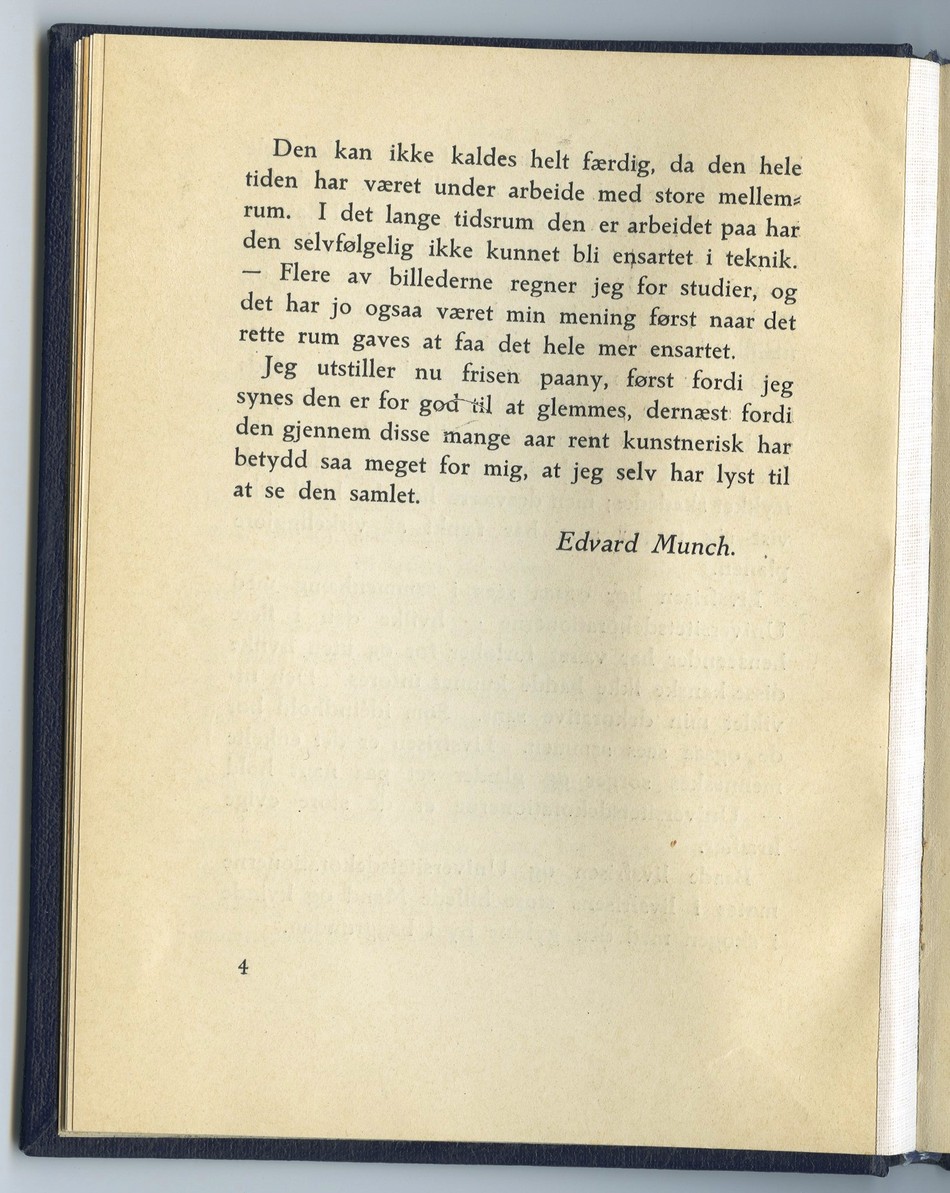 Den kan ikke kaldes helt færdig, da den hele
tiden har været under arbeide med store mellem⸗
rum. I det lange tidsrum den er arbeidet paa har
den selvfølgelig ikke kunnet bli ensartet i teknik.
— Flere av billederne regner jeg for studier, og
det har jo ogsaa været min mening først naar det
rette rum gaves at faa det hele mer ensartet.
Jeg utstiller nu frisen paany, først fordi jeg
synes den er for god til at glemmes, dernæst fordi
den gjennem disse mange aar rent kunstnerisk har
betydd saa meget for mig, at jeg selv har lyst til
at se den samlet.
Edvard Munch.
4